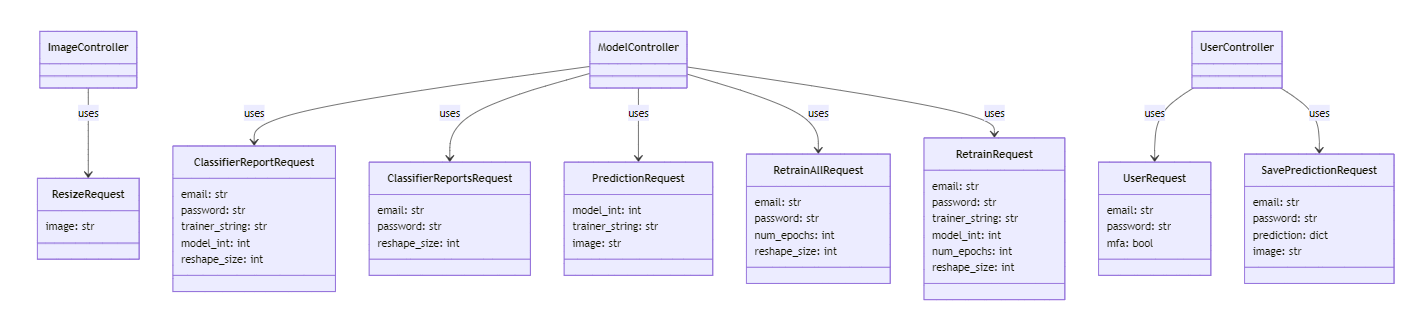 ImageController
ModelController
UserController
uses
uses
uses
uses
uses
uses
uses
uses
ResizeRequest
image: str
ClassifierReportRequest
email: str
password: str
trainer_string: str
model_int: int
reshape_size: int
ClassifierReportsRequest
email: str
password: str
reshape_size: int
PredictionRequest
model_int: int
trainer_string: str
image: str
RetrainAllRequest
email: str
password: str
num_epochs: int
reshape_size: int
RetrainRequest
email: str
password: str
trainer_string: str
model_int: int
num_epochs: int
reshape_size: int
UserRequest
email: str
password: str
mfa: bool
SavePredictionRequest
email: str
password: str
prediction: dict
image: str